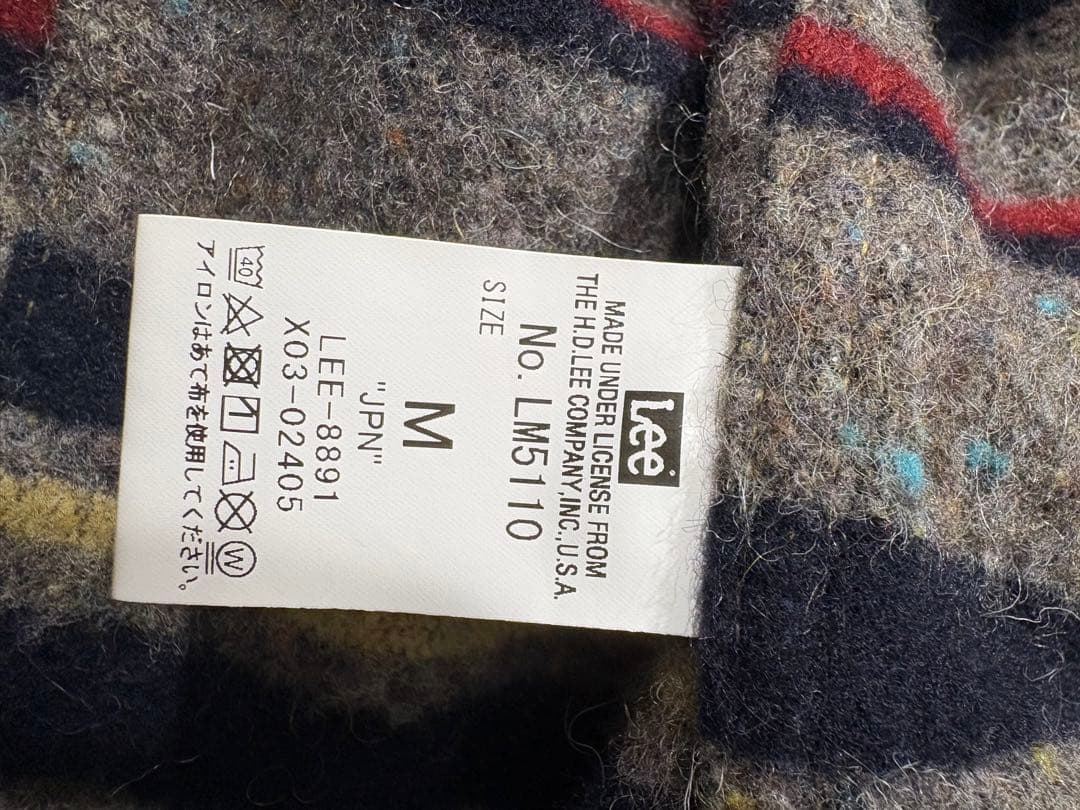 Lee
MADE UNDER LICENSE FROM
THE H.D.LEE COMPANY,INC.,U.S.A.
No. LM5110
SIZE
M
"JPN"
LEE-8891
X03-02405
40 W
アイロンはあて布を使用してください。